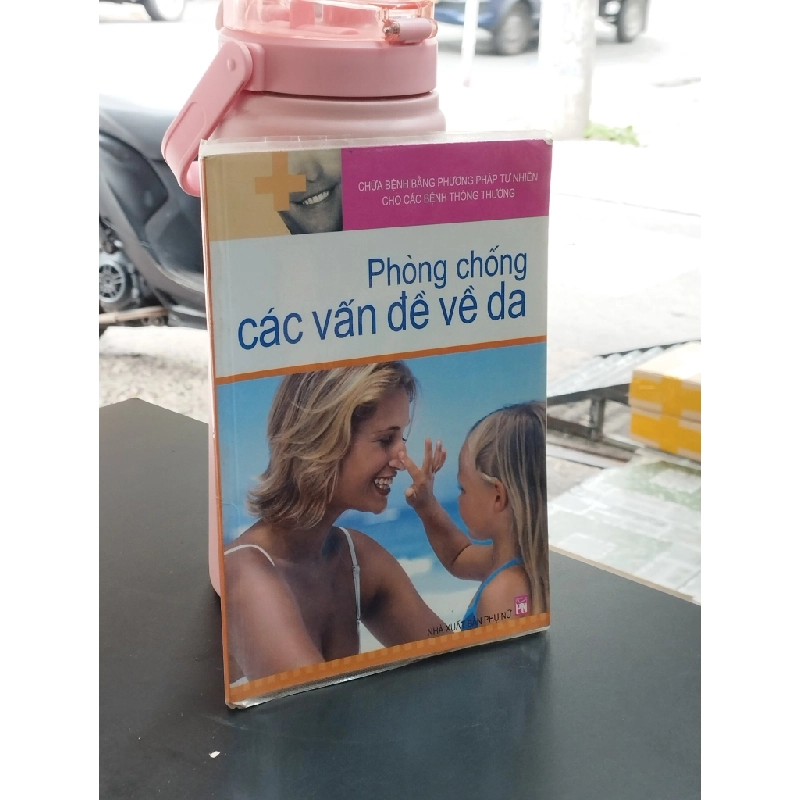 CHỮA BỆNH BẰNG PHƯƠNG PHÁP TỰ NHIÊN
CHO CÁC BỆNH THÔNG THƯỜNG
Phòng chống
các vấn đề về da
NHÀ XUẤT BẢN PHỤ NỮ